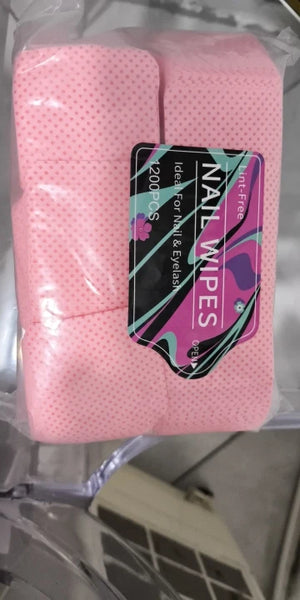 Lint-Free
NAIL WIPES
Ideal For Nail & Eyelash
1200PCS
OPEN